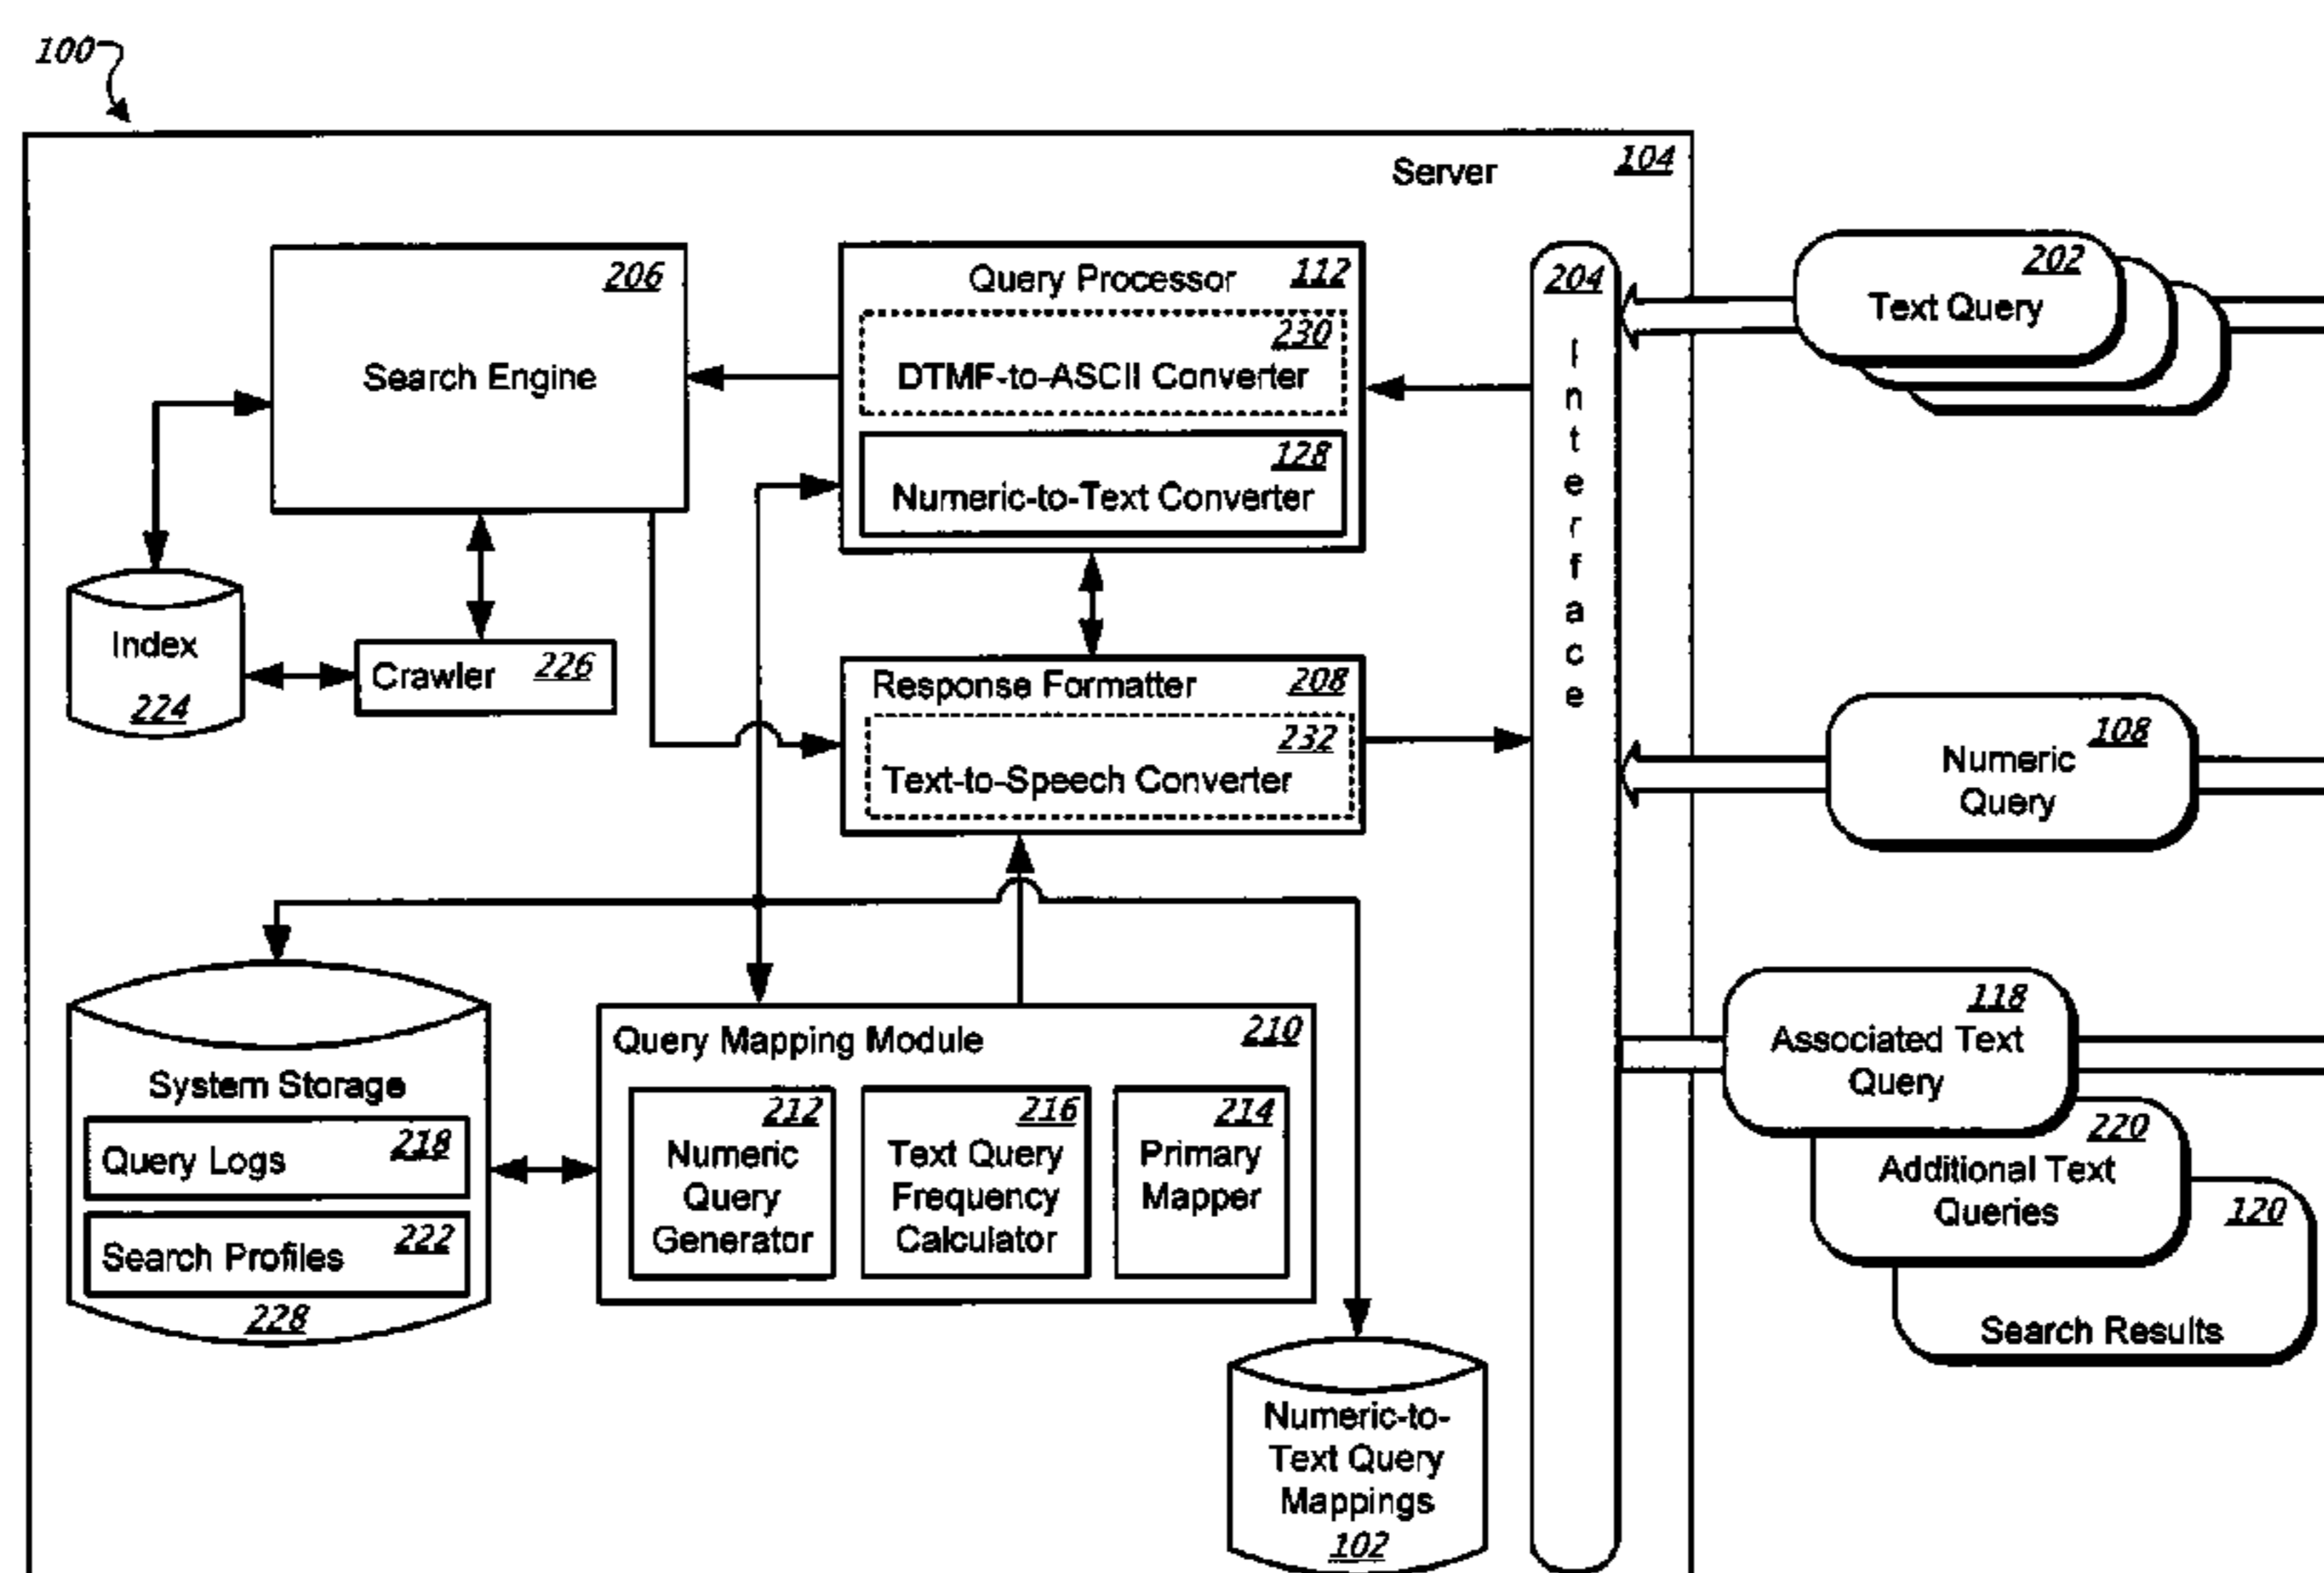 100
Server
104
206
Search Engine
Query Processor
112
230
DTMF-to-ASCII Converter
128
Numeric-to-Text Converter
204
Interface
202
Text Query
Index
224
Crawler
226
Response Formatter
208
232
Text-to-Speech Converter
108
Numeric
Query
System Storage
Query Logs
218
Search Profiles
222
228
Query Mapping Module
210
212
Numeric
Query
Generator
216
Text Query
Frequency
Calculator
214
Primary
Mapper
118
Associated Text
Query
220
Additional Text
Queries
120
Search Results
Numeric-to-
Text Query
Mappings
102